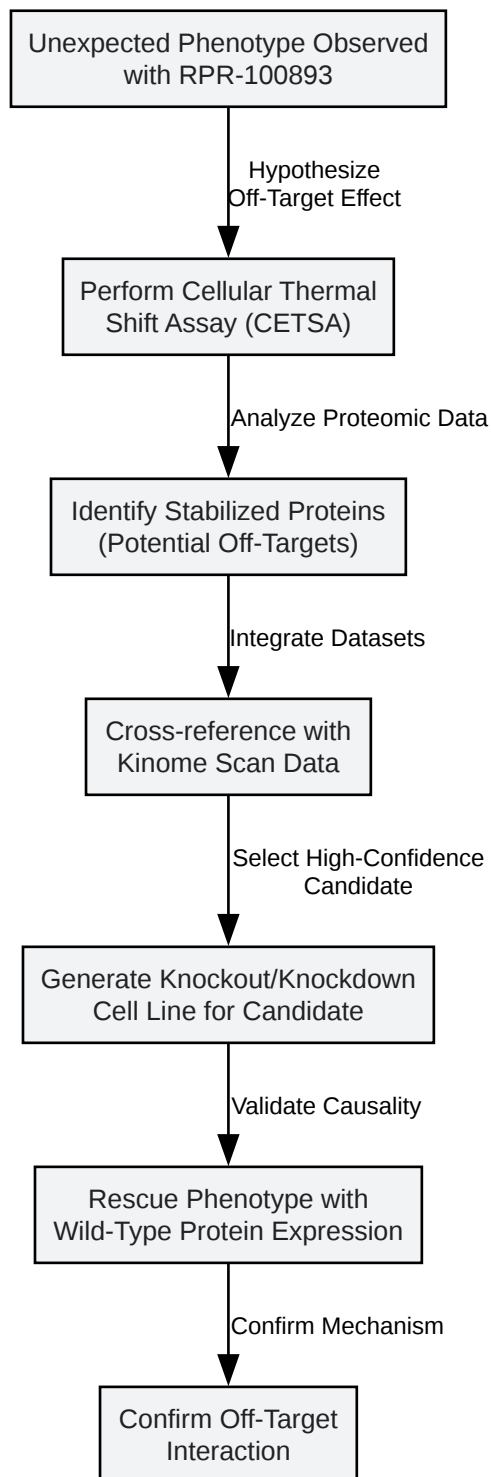 Unexpected Phenotype Observed
with RPR-100893
Hypothesize
Off-Target Effect
Perform Cellular Thermal
Shift Assay (CETSA)
Analyze Proteomic Data
Identify Stabilized Proteins
(Potential Off-Targets)
Integrate Datasets
Cross-reference with
Kinome Scan Data
Select High-Confidence
Candidate
Generate Knockout/Knockdown
Cell Line for Candidate
Validate Causality
Rescue Phenotype with
Wild-Type Protein Expression
Confirm Mechanism
Confirm Off-Target
Interaction